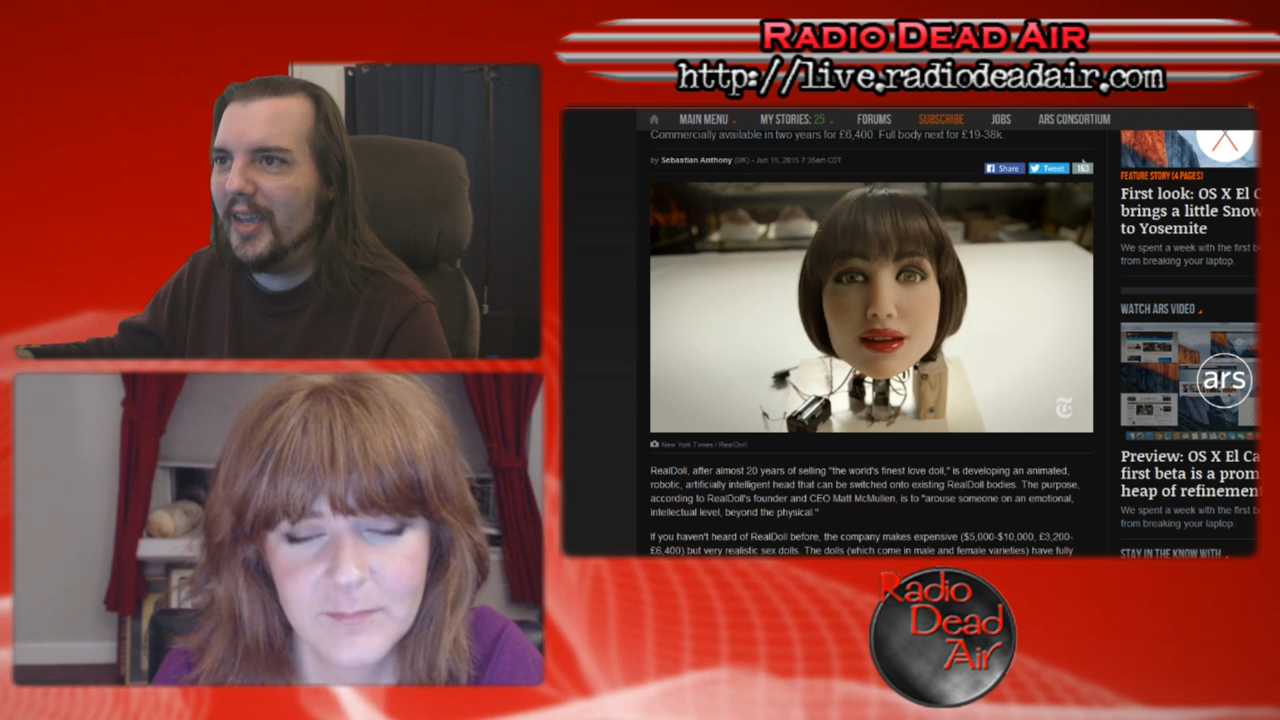 RADIO DEAD AIR
http://live.radiodeadair.com
MAIN MENU
MY STORIES: 25
FORUMS
SUBSCRIBE
JOBS
ARS CONSORTIUM
Commercially available in two years for £6,400. Full body next for £19-38k.
by Sebastian Anthony (UK) - Jun 15, 2015 7:35am CDT
Share
Tweet
163
New York Times / RealDoll
RealDoll, after almost 20 years of selling "the world's finest love doll," is developing an animated,
robotic, artificially intelligent head that can be switched onto existing RealDoll bodies. The purpose,
according to RealDoll's founder and CEO Matt McMullen, is to "arouse someone on an emotional,
intellectual level, beyond the physical."
If you haven't heard of RealDoll before, the company makes expensive ($5,000-$10,000, £3,200-
£6,400) but very realistic sex dolls. The dolls (which come in male and female varieties) have fully
FEATURE STORY (4 PAGES)
First look: OS X El C
brings a little Snow
to Yosemite
We spent a week with the first b
from breaking your laptop.
WATCH ARS VIDEO
ars
Preview: OS X El Ca
first beta is a prom
heap of refinement
We spent a week with the first b
from breaking your laptop.
STAY IN THE KNOW WITH
Radio
Dead
Air